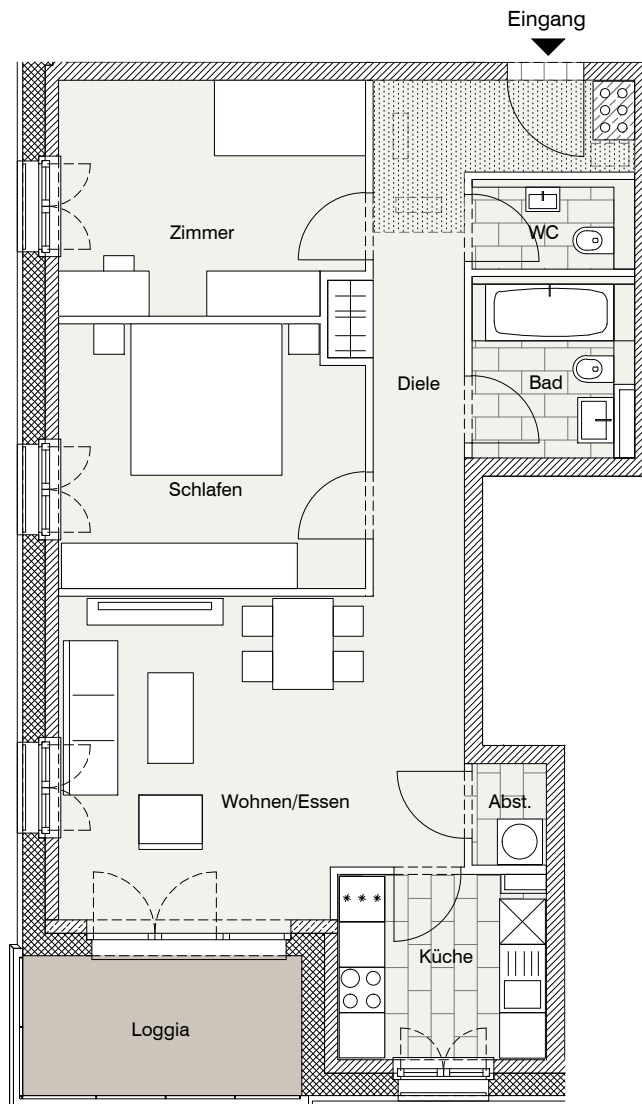 Eingang
Zimmer
WC
Diele
Bad
Schlafen
Wohnen/Essen
Abst.
Küche
Loggia